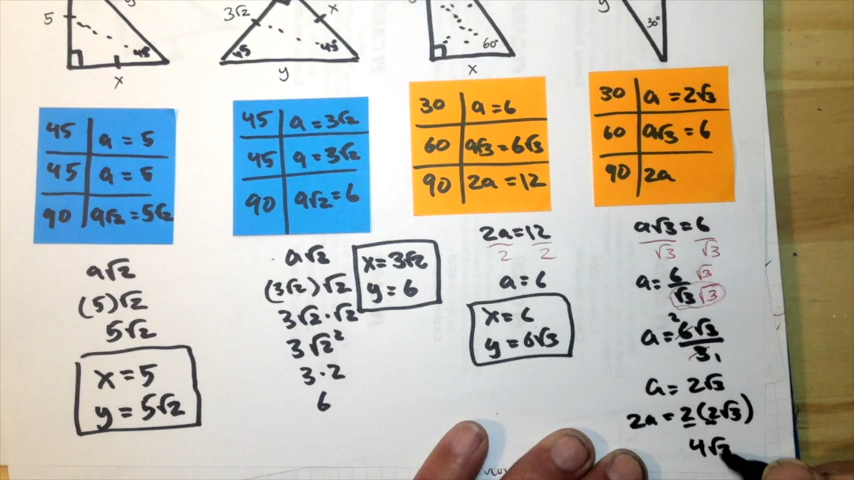 5
45
x
3√2
x
45
45
y
60°
x
y
30°
45 a = 5
45 a = 5
90 a√2 = 5√2
a√2
(5)√2
5√2
x = 5
y = 5√2
45 a = 3√2
45 a = 3√2
90 a√2 = 6
a√2
(3√2)√2
3√2 · √2
3√2²
3 · 2
6
x = 3√2
y = 6
30 a = 6
60 a√3 = 6√3
90 2a = 12
2a = 12
2 2
a = 6
x = 6
y = 6√3
30 a = 2√3
60 a√3 = 6
90 2a
a√3 = 6
√3 √3
a = 6 √3
√3 √3
a = ²6√3
3 1
a = 2√3
2a = 2(2√3)
4√3